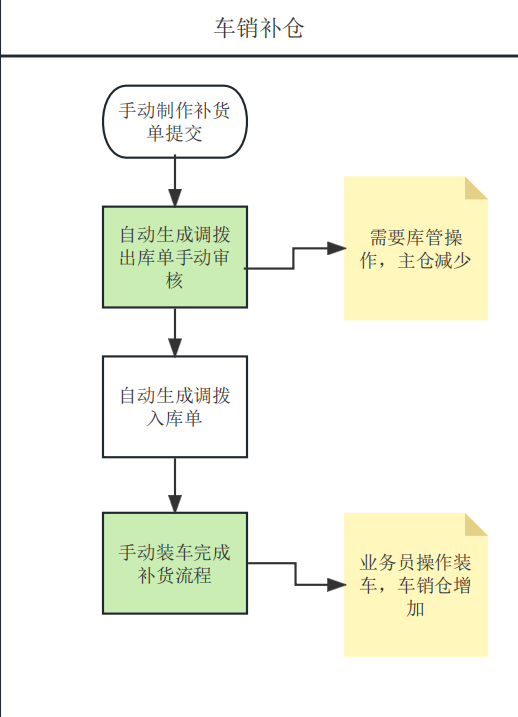 车销补仓
手动制作补货
单提交
自动生成调拨
出库单手动审
核
需要库管操
作，主仓减少
自动生成调拨
入库单
手动装车完成
补货流程
业务员操作装
车，车销仓增
加